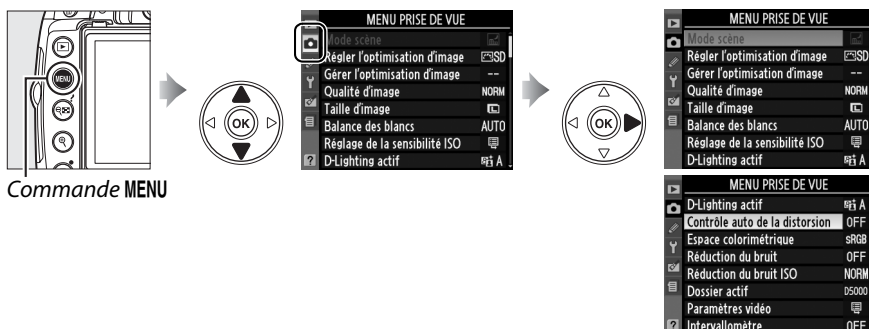 MENU
Commande MENU
OK
MENU PRISE DE VUE
Mode scène
Régler l'optimisation d'image SD
Gérer l'optimisation d'image --
Qualité d'image NORM
Taille d'image L
Balance des blancs AUTO
Réglage de la sensibilité ISO
D-Lighting actif A
OK
MENU PRISE DE VUE
Mode scène
Régler l'optimisation d'image SD
Gérer l'optimisation d'image --
Qualité d'image NORM
Taille d'image L
Balance des blancs AUTO
Réglage de la sensibilité ISO
D-Lighting actif A
MENU PRISE DE VUE
D-Lighting actif A
Contrôle auto de la distorsion OFF
Espace colorimétrique sRGB
Réduction du bruit OFF
Réduction du bruit ISO NORM
Dossier actif D5000
Paramètres vidéo
Intervallomètre OFF